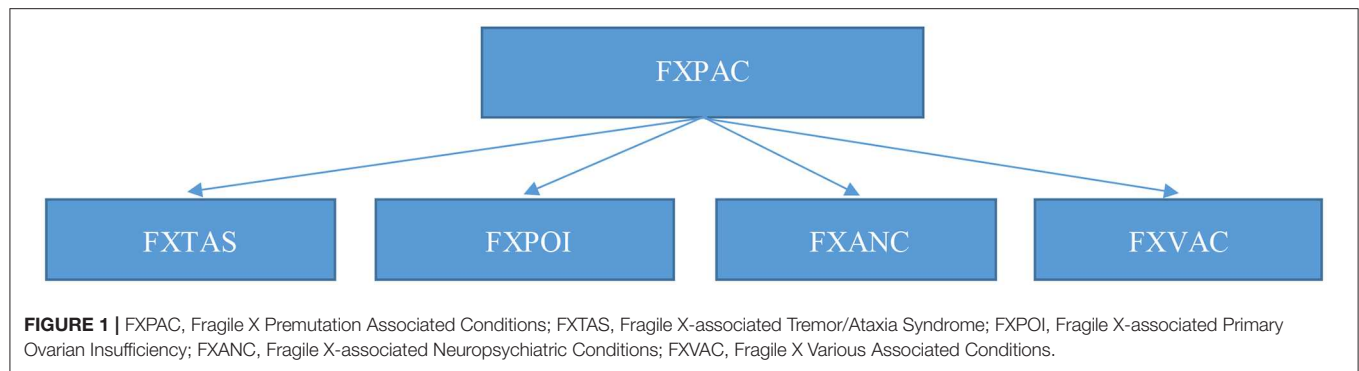 FXPAC
FXTAS FXPOI FXANC FXVAC
FIGURE 1 | FXPAC, Fragile X Premutation Associated Conditions; FXTAS, Fragile X-associated Tremor/Ataxia Syndrome; FXPOI, Fragile X-associated Primary
Ovarian Insufficiency; FXANC, Fragile X-associated Neuropsychiatric Conditions; FXVAC, Fragile X Various Associated Conditions.